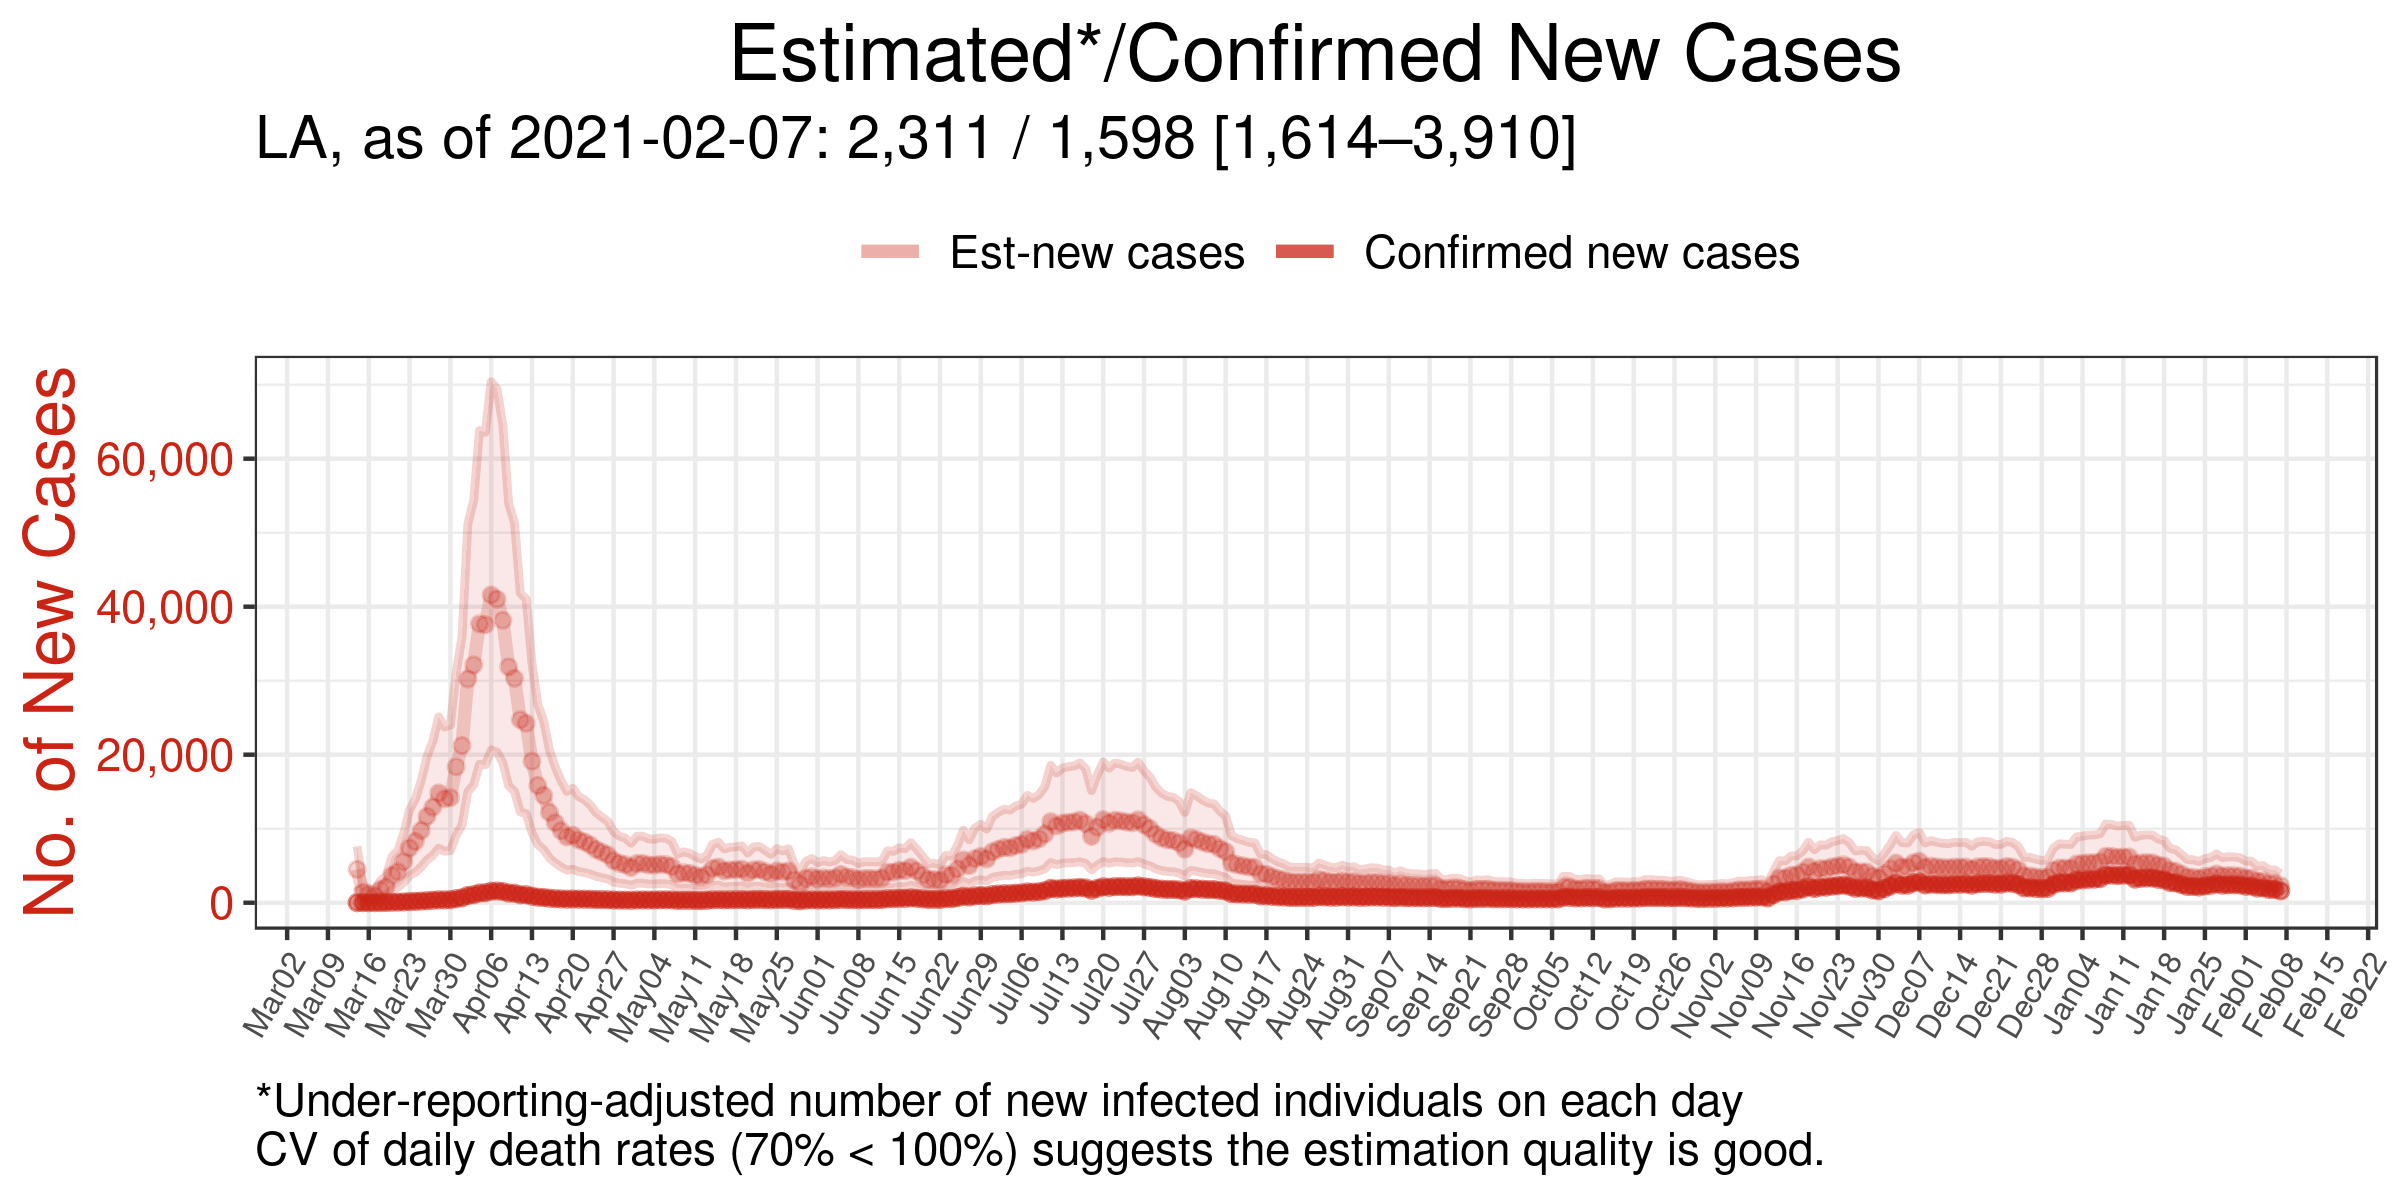 Estimated*/Confirmed New Cases
LA, as of 2021-02-07: 2,311 / 1,598 [1,614–3,910]
Est-new cases Confirmed new cases
No. of New Cases
60,000
40,000
20,000
0
Mar02 Mar09 Mar16 Mar23 Mar30 Apr06 Apr13 Apr20 Apr27 May04 May11 May18 May25 Jun01 Jun08 Jun15 Jun22 Jun29 Jul06 Jul13 Jul20 Jul27 Aug03 Aug10 Aug17 Aug24 Aug31 Sep07 Sep14 Sep21 Sep28 Oct05 Oct12 Oct19 Oct26 Nov02 Nov09 Nov16 Nov23 Nov30 Dec07 Dec14 Dec21 Dec28 Jan04 Jan11 Jan18 Jan25 Feb01 Feb08 Feb15 Feb22
*Under-reporting-adjusted number of new infected individuals on each day
CV of daily death rates (70% < 100%) suggests the estimation quality is good.